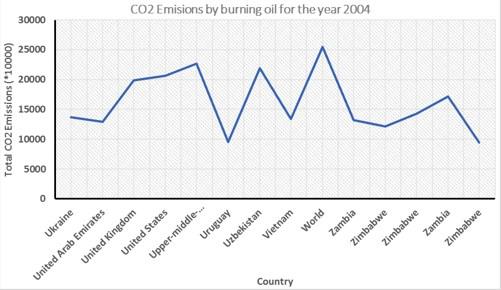 CO2 Emisions by burning oil for the year 2004
Total CO2 Emissions (*10000)
30000
25000
20000
15000
10000
5000
0
Ukraine
United Arab Emirates
United Kingdom
United States
Upper-middle-...
Uruguay
Uzbekistan
Vietnam
World
Zambia
Zimbabwe
Zimbabwe
Zambia
Zimbabwe
Country